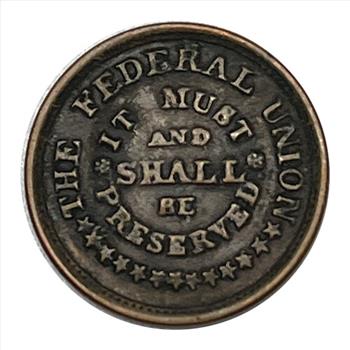 THE FEDERAL UNION
IT MUST
AND
SHALL
BE
PRESERVED